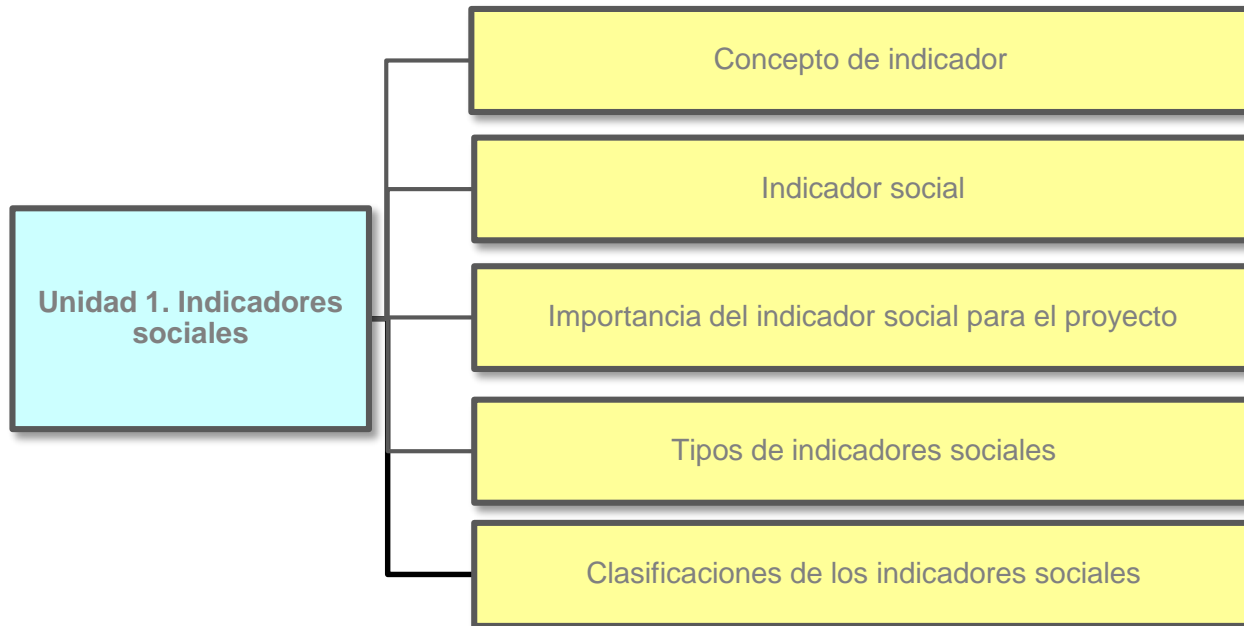 Concepto de indicador
Indicador social
Unidad 1. Indicadores
sociales
Importancia del indicador social para el proyecto
Tipos de indicadores sociales
Clasificaciones de los indicadores sociales